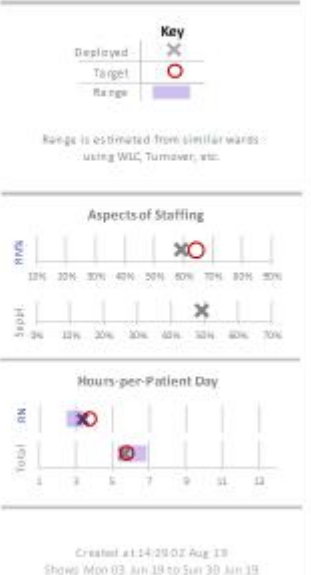 Key
Deployed
Target
Range
Range is estimated from similar wards
using WLC, Turnover, etc.
Aspects of Staffing
RN%
10% 20% 30% 40% 50% 60% 70% 80% 90%
0% 10% 20% 30% 40% 50% 60% 70%
Hours-per-Patient Day
RN
Total
1 3 5 7 9 11 13
Created at 14:29 02 Aug 19
Shows Mon 03 Jun 19 to Sun 30 Jun 19